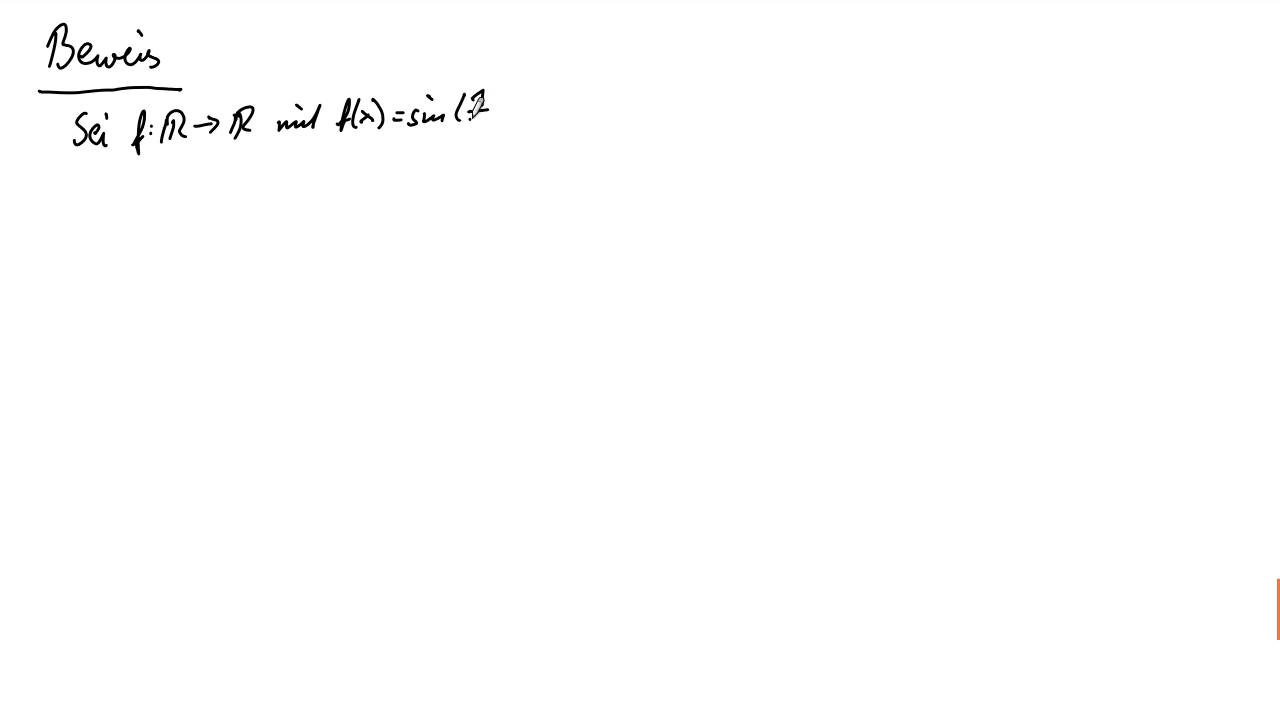 Beweis
Sei f: ℝ → ℝ mit f(x) = sin(